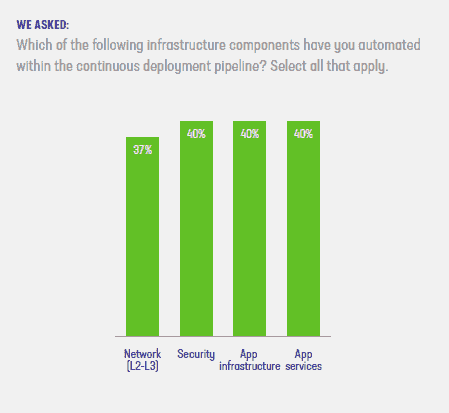 WE ASKED:
Which of the following infrastructure components have you automated
within the continuous deployment pipeline? Select all that apply.
37%
40%
40%
40%
Network
(L2-L3)
Security
App
infrastructure
App
services